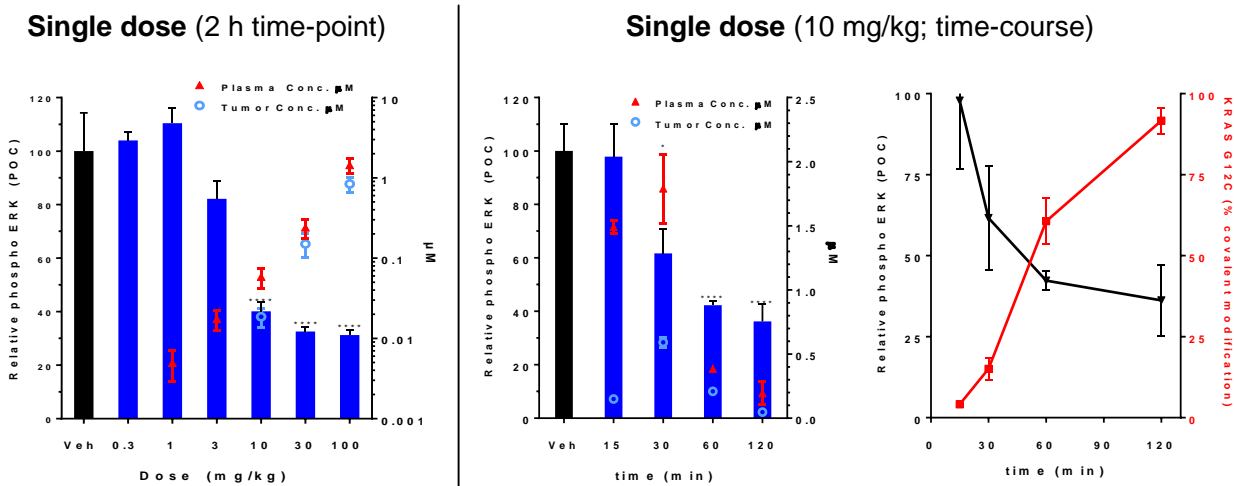 Single dose (2 h time-point)
Plasma Conc. µM
Tumor Conc. µM
Relative phospho ERK (POC)
120
100
80
60
40
20
0
10
1
0.1
0.01
0.001
µM
****
****
****
Veh 0.3 1 3 10 30 100
Dose (mg/kg)
Single dose (10 mg/kg; time-course)
Plasma Conc. µM
Tumor Conc. µM
Relative phospho ERK (POC)
120
100
80
60
40
20
0
2.5
2.0
1.5
1.0
0.5
0.0
µM
*
****
****
Veh 15 30 60 120
time (min)
Relative phospho ERK (POC)
100
75
50
25
0
100
75
50
25
0
KRAS G12C (% covalent modification)
0 30 60 90 120
time (min)